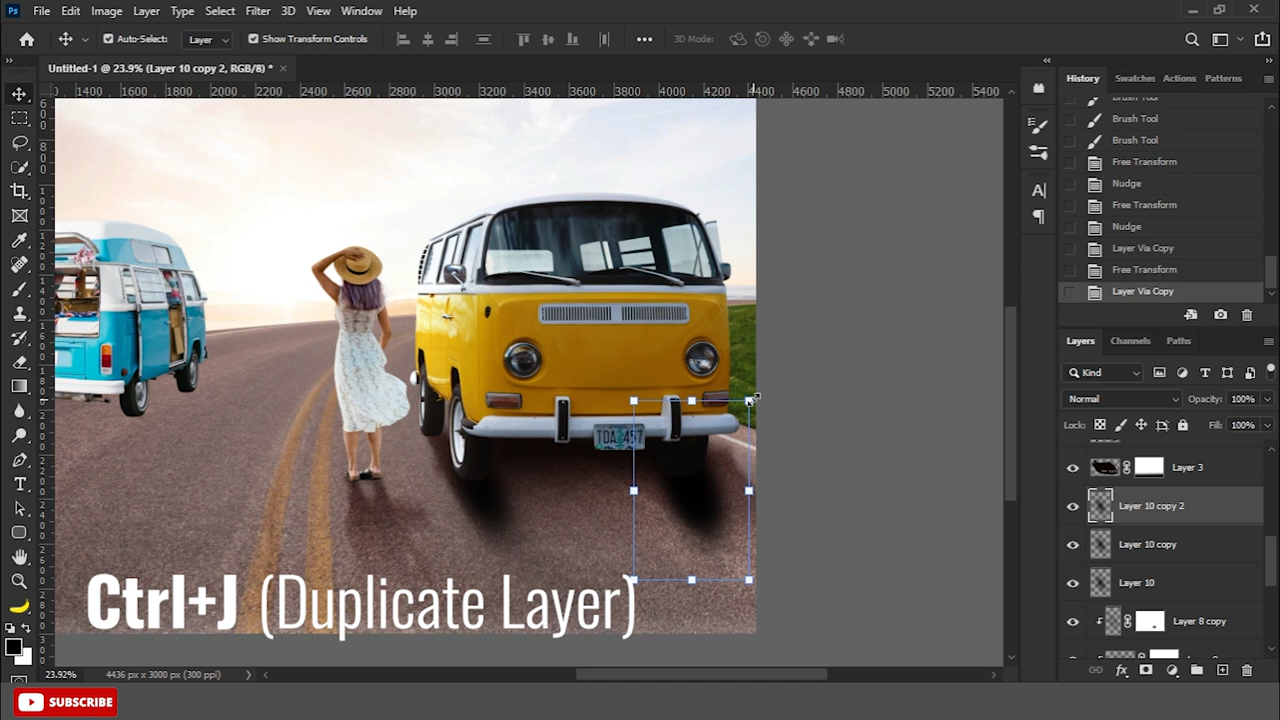 Ps File Edit Image Layer Type Select Filter 3D View Window Help
Auto-Select: Layer Show Transform Controls 3D Mode:
Untitled-1 @ 23.9% (Layer 10 copy 2, RGB/8) *
1400 1600 1800 2000 2200 2400 2600 2800 3000 3200 3400 3600 3800 4000 4200 4400 4600 4800 5000 5200 5400
History Swatches Actions Patterns
Brush Tool
Brush Tool
Brush Tool
Free Transform
Nudge
Free Transform
Nudge
Layer Via Copy
Free Transform
Layer Via Copy
Layers Channels Paths
Kind
Normal Opacity: 100%
Lock: Fill: 100%
Layer 3
Layer 10 copy 2
Layer 10 copy
Layer 10
Layer 8 copy
TDA 457
Ctrl+J (Duplicate Layer)
23.92% 4436 px x 3000 px (300 ppi)
SUBSCRIBE